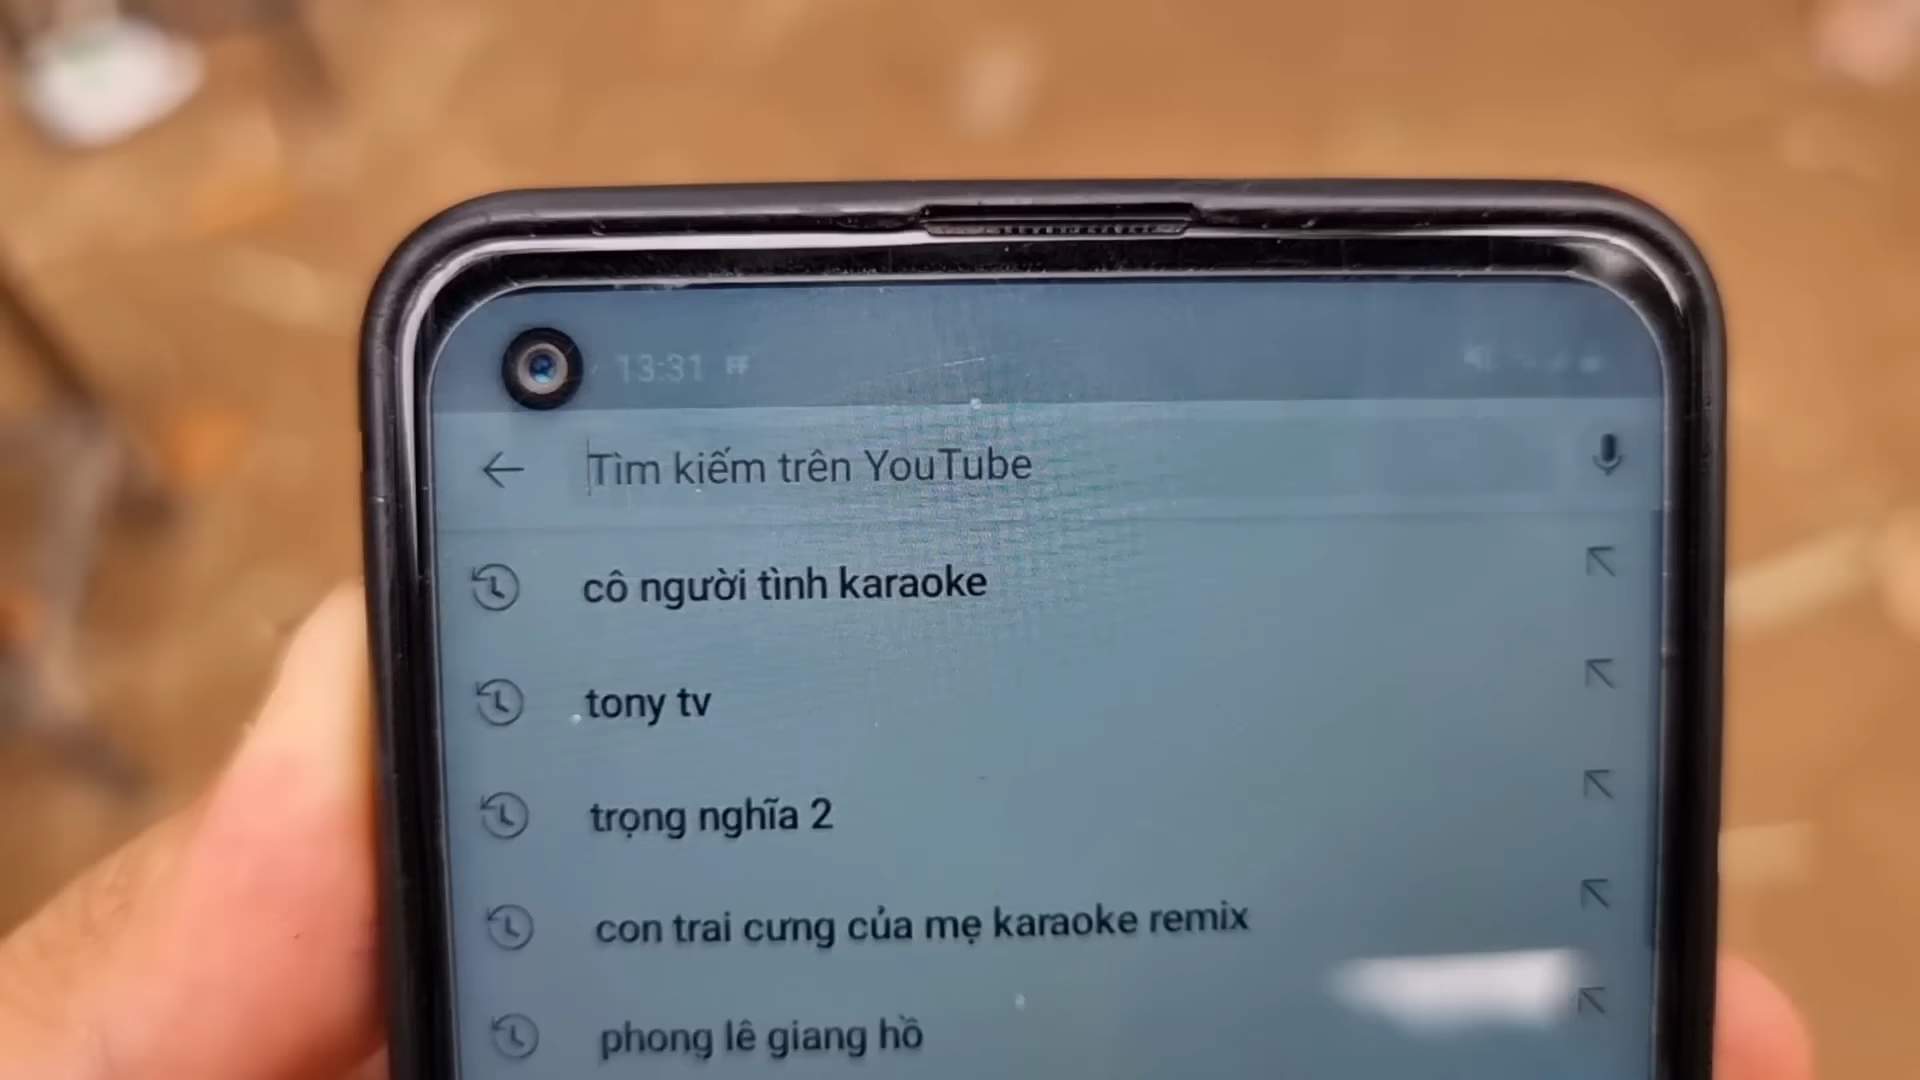 13:31
Tìm kiếm trên YouTube
cô người tình karaoke
tony tv
trọng nghĩa 2
con trai cưng của mẹ karaoke remix
phong lê giang hồ